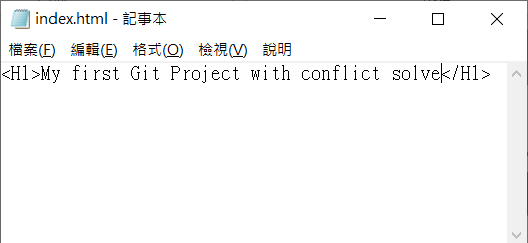 index.html - 記事本
檔案(F) 編輯(E) 格式(O) 檢視(V) 說明
<H1>My first Git Project with conflict solve</H1>